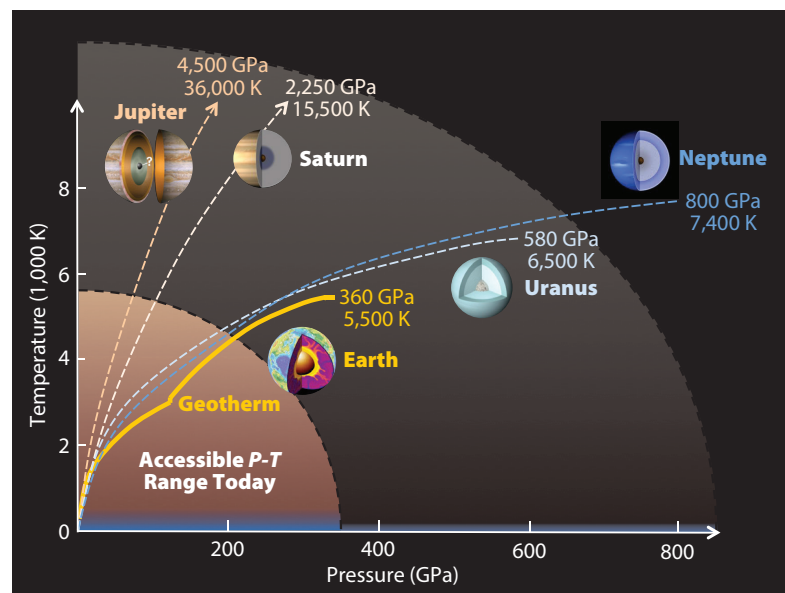 4,500 GPa
36,000 K
2,250 GPa
15,500 K
Jupiter
?
Saturn
Neptune
800 GPa
7,400 K
580 GPa
6,500 K
Uranus
360 GPa
5,500 K
Earth
Geotherm
Accessible P-T
Range Today
Temperature (1,000 K)
8
6
4
2
0
200
400
600
800
Pressure (GPa)